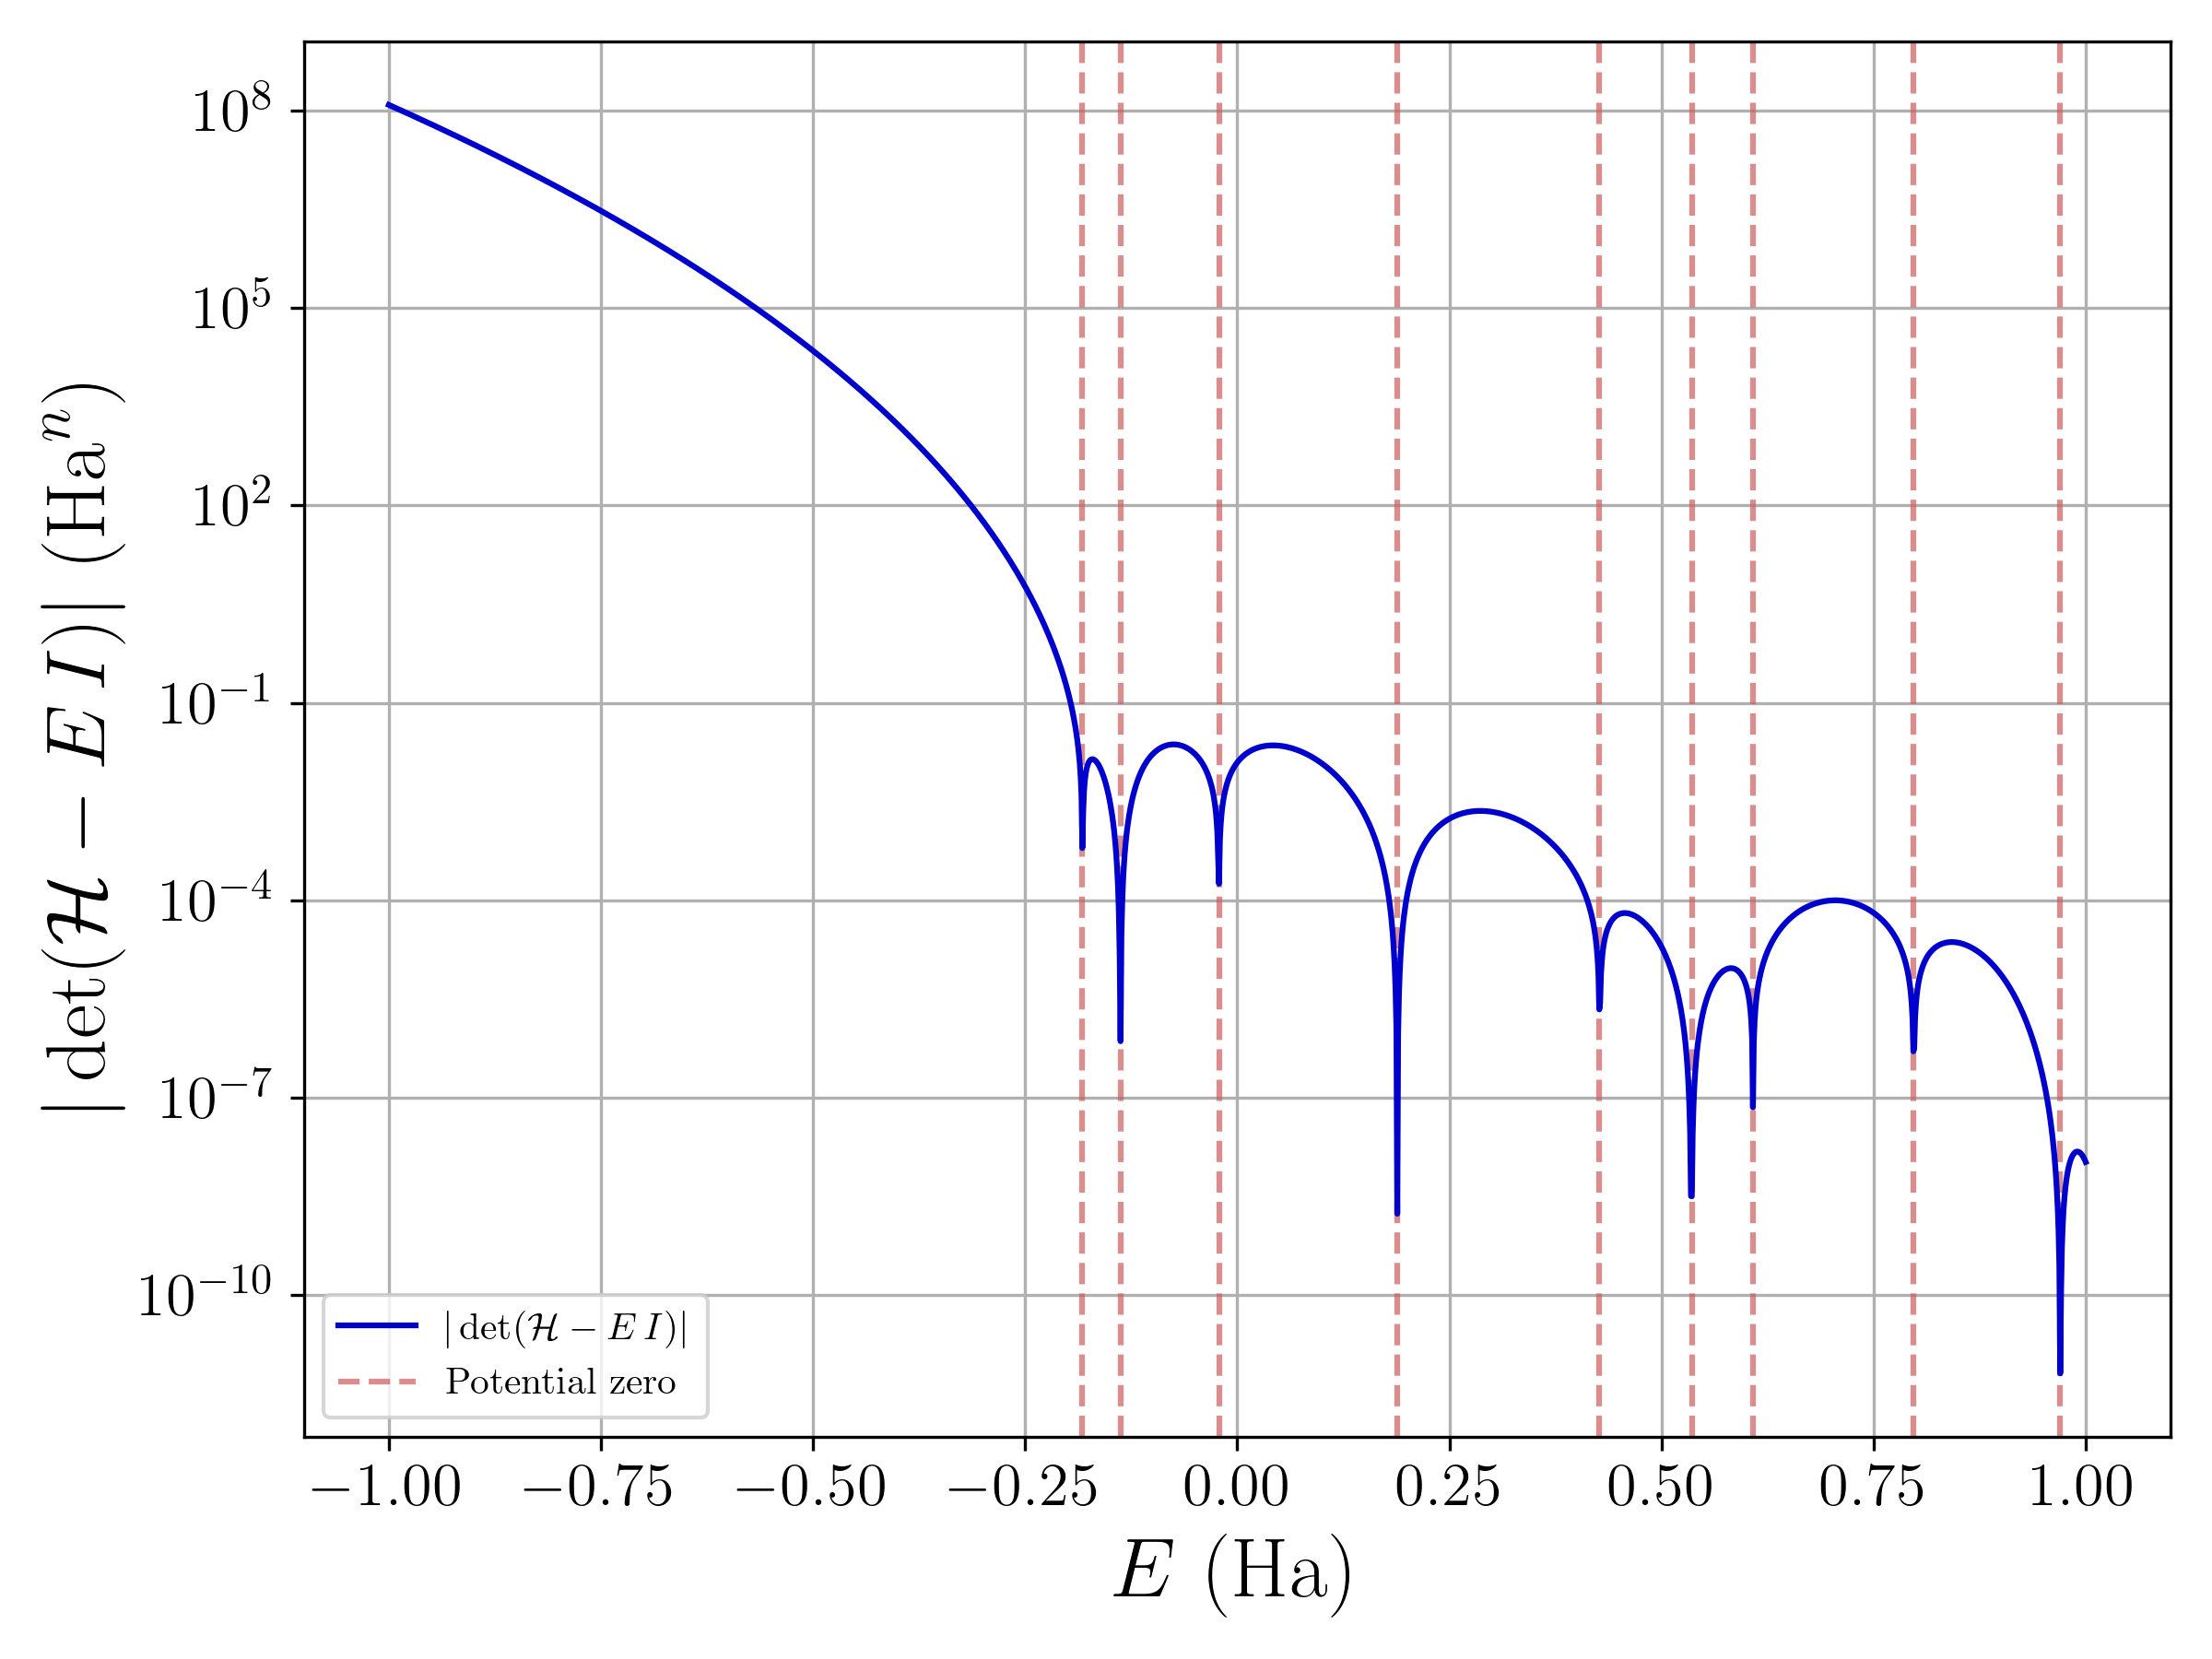 10^8
10^5
10^2
10^{-1}
10^{-4}
10^{-7}
10^{-10}
|det(ℋ − E I)| (Ha^n)
|det(ℋ − E I)|
Potential zero
−1.00 −0.75 −0.50 −0.25 0.00 0.25 0.50 0.75 1.00
E (Ha)